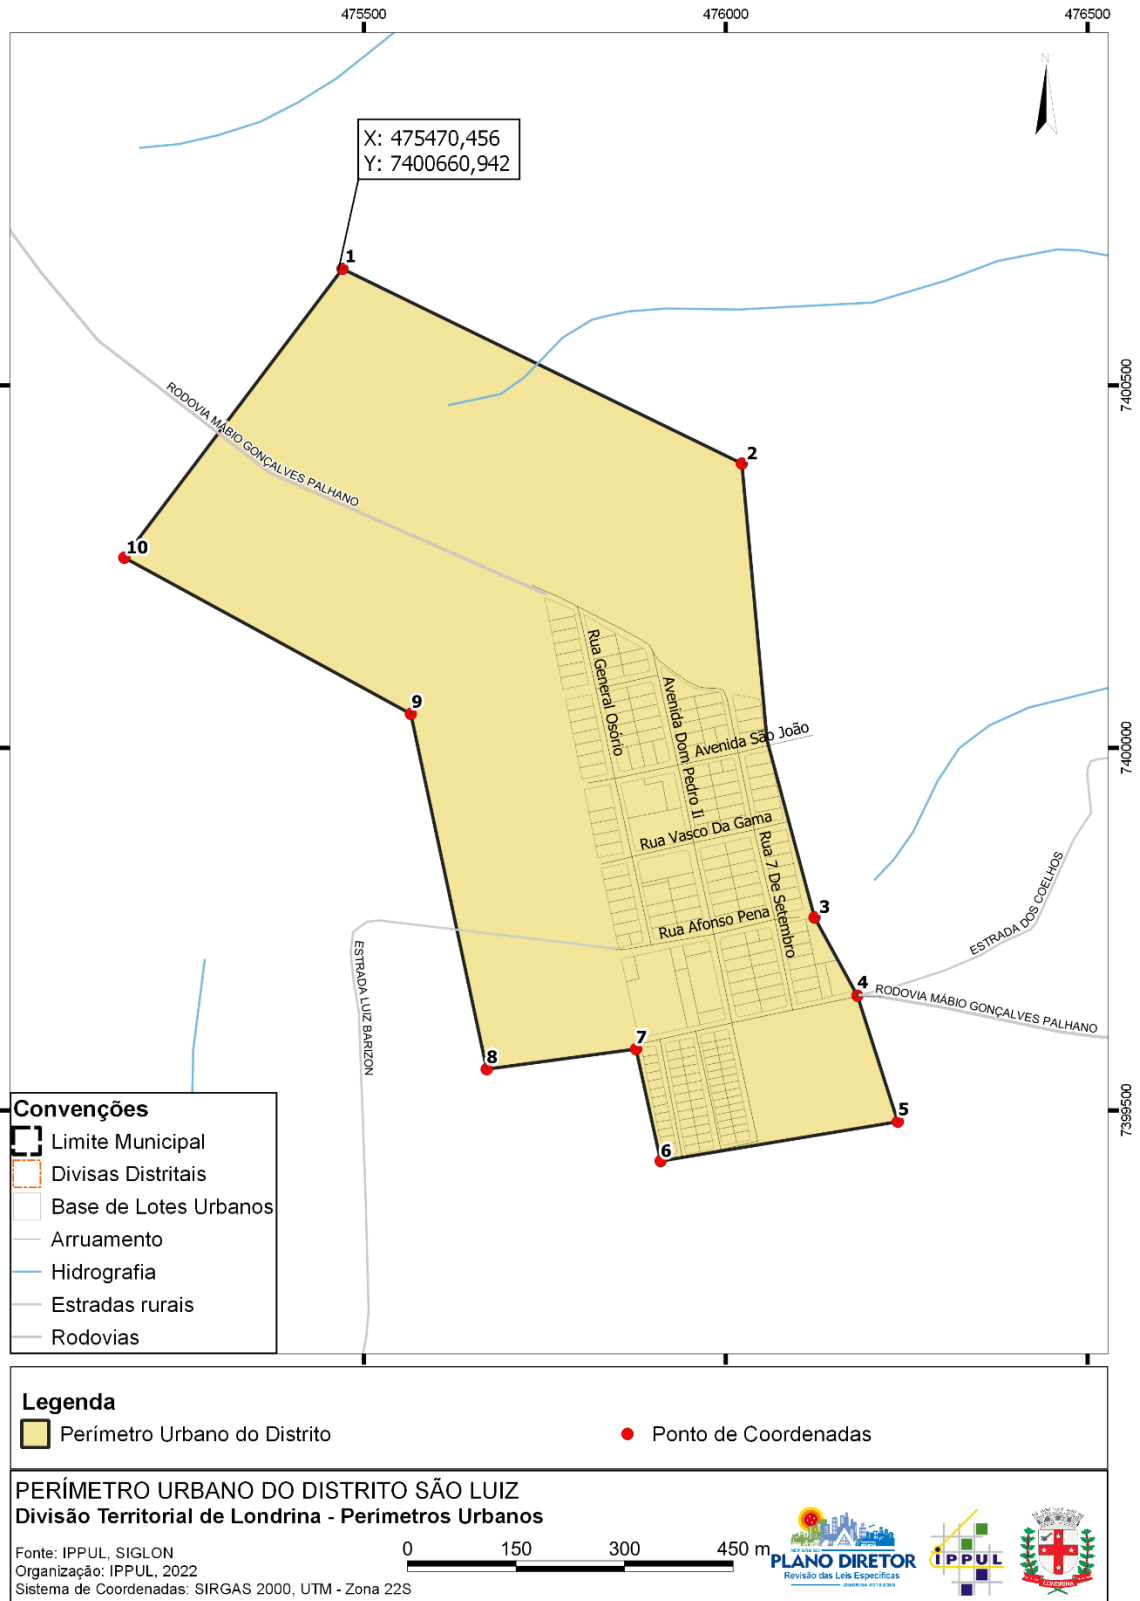 475500
476000
476500
N
X: 475470,456
Y: 7400660,942
1
7400500
RODOVIA MÁBIO GONÇALVES PALHANO
2
10
Rua General Osório
Avenida Dom Pedro Ii
9
Avenida São João
7400000
Rua Vasco Da Gama
Rua 7 De Setembro
ESTRADA DOS COELHOS
3
Rua Afonso Pena
ESTRADA LUIZ BARIZON
4
RODOVIA MÁBIO GONÇALVES PALHANO
7
8
5
7399500
6
Convenções
Limite Municipal
Divisas Distritais
Base de Lotes Urbanos
Arruamento
Hidrografia
Estradas rurais
Rodovias
Legenda
Perímetro Urbano do Distrito
Ponto de Coordenadas
PERÍMETRO URBANO DO DISTRITO SÃO LUIZ
Divisão Territorial de Londrina - Perímetros Urbanos
Fonte: IPPUL, SIGLON
Organização: IPPUL, 2022
Sistema de Coordenadas: SIRGAS 2000, UTM - Zona 22S
0 150 300 450 m
PLANO DIRETOR
Revisão das Leis Específicas
IPPUL
LONDRINA